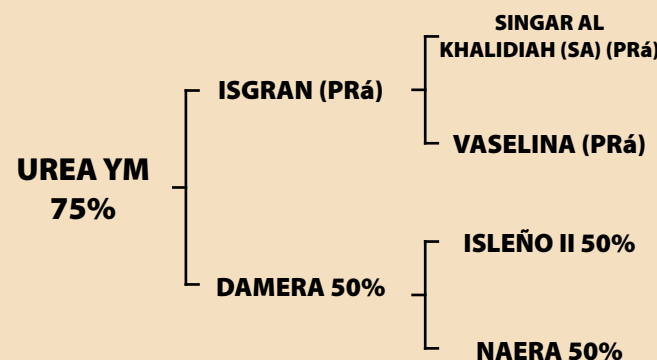 SINGAR AL
KHALIDIAH (SA) (PRá)
ISGRAN (PRá)
VASELINA (PRá)
UREA YM
75%
ISLEÑO II 50%
DAMERA 50%
NAERA 50%